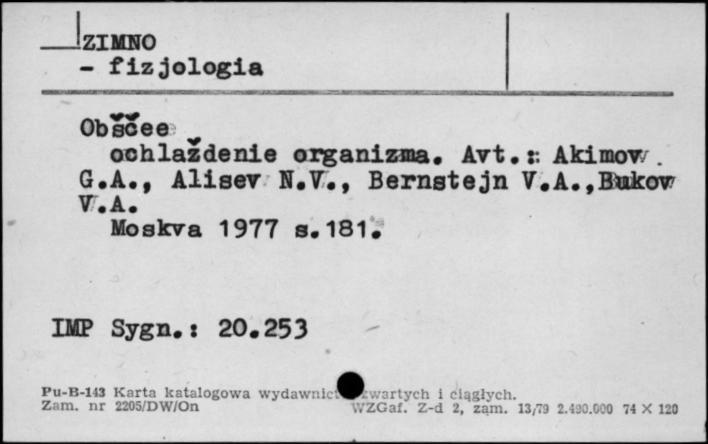 ZIMNO
- fizjologia
Obščee
ochlaždenie organizma. Avt.: Akimov
G.A., Alisev N.V., Bernstejn V.A.,Bukov
V.A.
Moskva 1977 s.181.
IMP Sygn.: 20.253
Pu-B-143 Karta katalogowa wydawnict zwartych i ciągłych.
Zam. nr 2205/DW/On WZGaf. Z-d 2, zam. 13/79 2.490.000 74 X 120